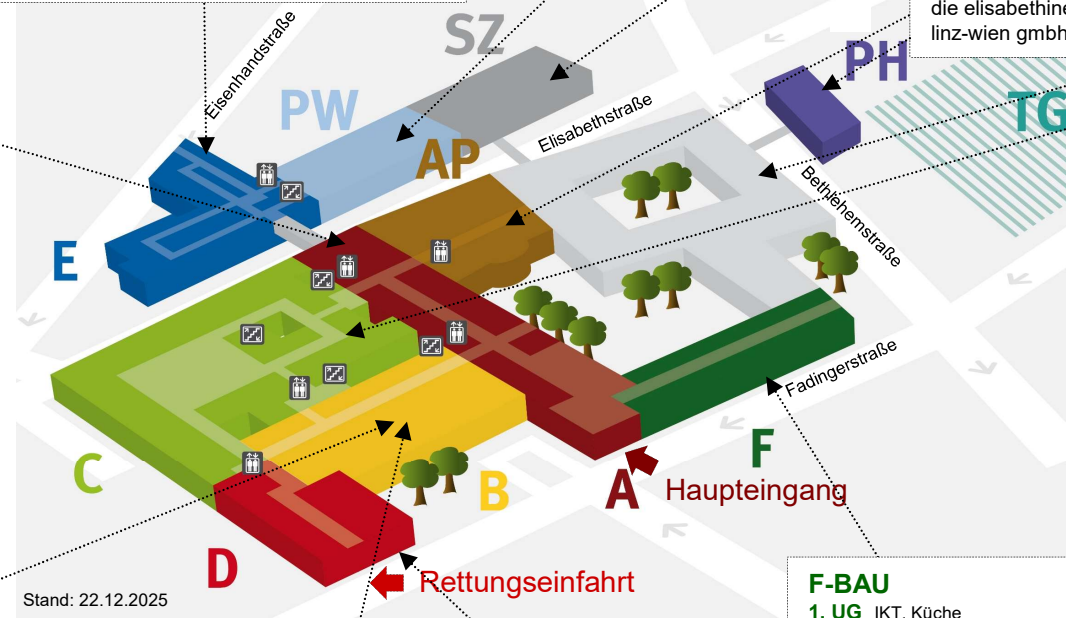 die elisabethine
linz-wien gmbh
SZ
PH
Eisenhandstraße
PW
Elisabethstraße
TG
AP
Bethlehemstraße
E
Fadingerstraße
F
C
B
A
Haupteingang
D
Rettungseinfahrt
Stand: 22.12.2025
F-BAU
1. UG IKT, Küche